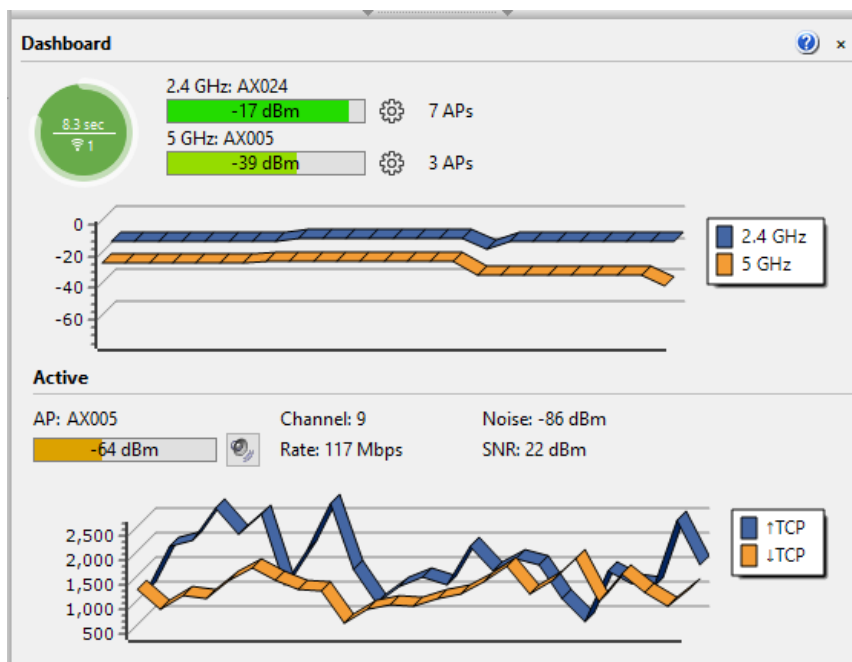 Dashboard
8.3 sec
1
2.4 GHz: AX024
-17 dBm
7 APs
5 GHz: AX005
-39 dBm
3 APs
0
-20
-40
-60
2.4 GHz
5 GHz
Active
AP: AX005
Channel: 9
Noise: -86 dBm
-64 dBm
Rate: 117 Mbps
SNR: 22 dBm
2,500
2,000
1,500
1,000
500
↑TCP
↓TCP